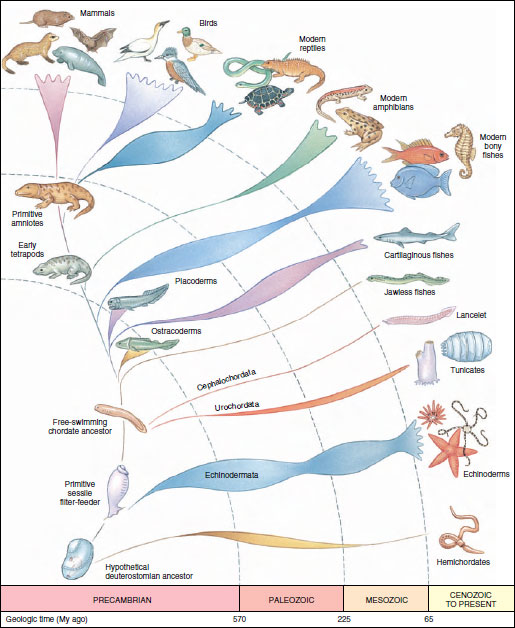 Mammals
Birds
Modern
reptiles
Modern
amphibians
Modern
bony
fishes
Primitive
amniotes
Early
tetrapods
Placoderms
Cartilaginous fishes
Jawless fishes
Ostracoderms
Lancelet
Cephalochordata
Tunicates
Urochordata
Free-swimming
chordate ancestor
Echinodermata
Echinoderms
Primitive
sessile
filter-feeder
Hemichordates
Hypothetical
deuterostomian ancestor
PRECAMBRIAN
PALEOZOIC
MESOZOIC
CENOZOIC
TO PRESENT
Geologic time (My ago) 570 225 65